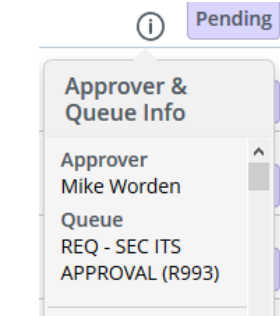 Pending
Approver &
Queue Info
Approver
Mike Worden
Queue
REQ - SEC ITS
APPROVAL (R993)